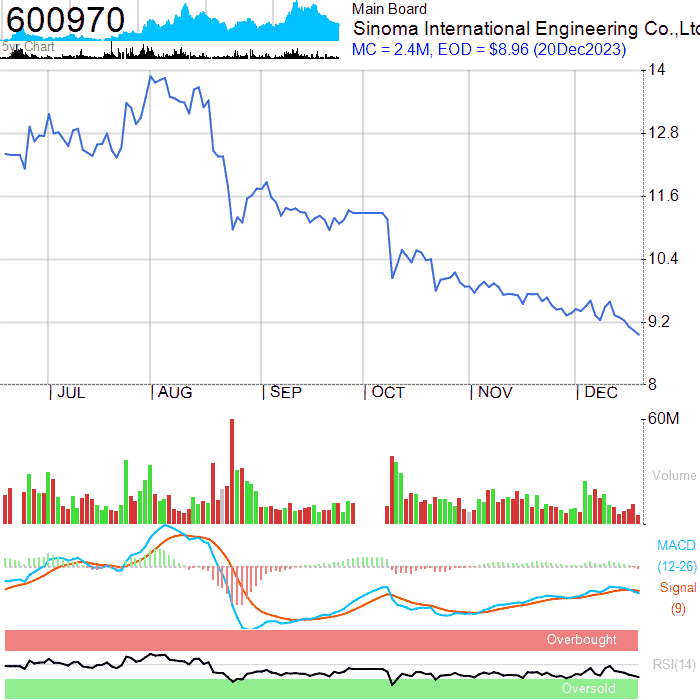 600970
5yr Chart
Main Board
Sinoma International Engineering Co.,Ltd
MC = 2.4M, EOD = $8.96 (20Dec2023)
14
12.8
11.6
10.4
9.2
8
JUL AUG SEP OCT NOV DEC
60M
Volume
MACD
(12-26)
Signal
(9)
Overbought
RSI(14)
Oversold